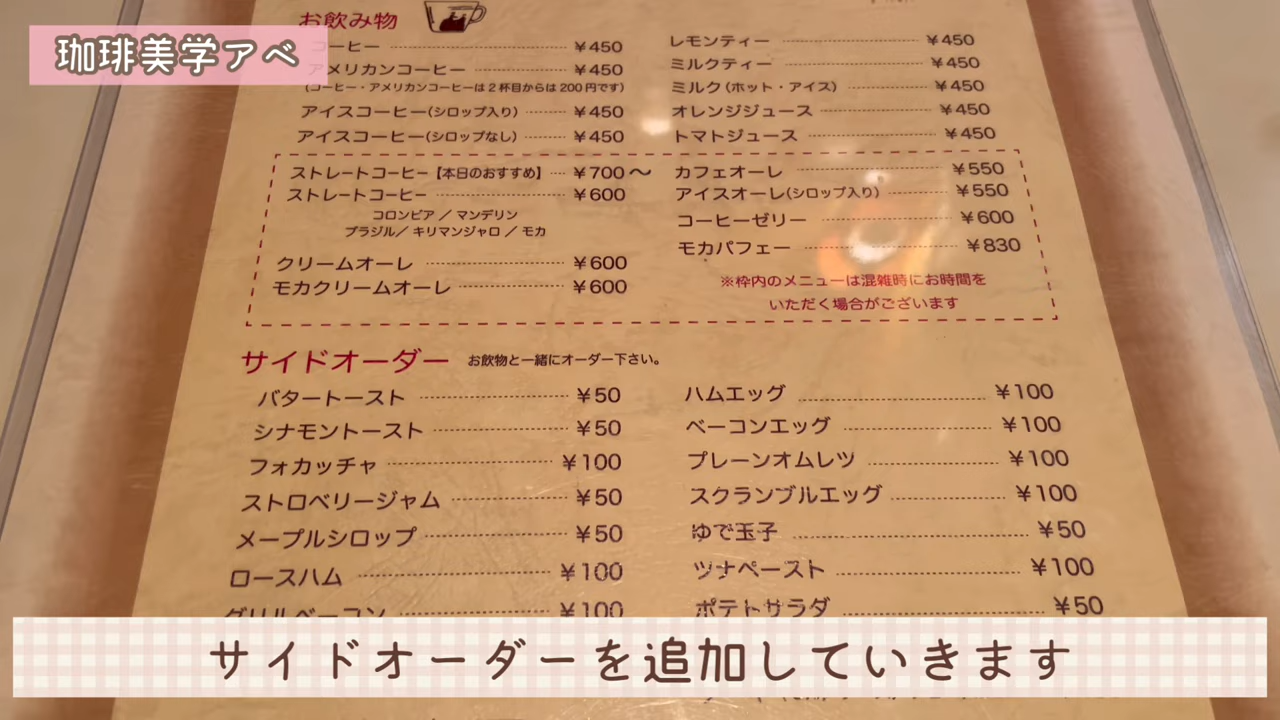 珈琲美学アベ
お飲み物
コーヒー ¥450
アメリカンコーヒー ¥450
(コーヒー・アメリカンコーヒーは2杯目からは200円です)
アイスコーヒー(シロップ入り) ¥450
アイスコーヒー(シロップなし) ¥450
レモンティー ¥450
ミルクティー ¥450
ミルク(ホット・アイス) ¥450
オレンジジュース ¥450
トマトジュース ¥450
ストレートコーヒー【本日のおすすめ】 ¥700〜
ストレートコーヒー ¥600
コロンビア／マンデリン
ブラジル／キリマンジャロ／モカ
クリームオーレ ¥600
モカクリームオーレ ¥600
カフェオーレ ¥550
アイスオーレ(シロップ入り) ¥550
コーヒーゼリー ¥600
モカパフェー ¥830
※枠内のメニューは混雑時にお時間を
いただく場合がございます
サイドオーダー お飲物と一緒にオーダー下さい。
バタートースト ¥50
シナモントースト ¥50
フォカッチャ ¥100
ストロベリージャム ¥50
メープルシロップ ¥50
ロースハム ¥100
グリルベーコン ¥100
ハムエッグ ¥100
ベーコンエッグ ¥100
プレーンオムレツ ¥100
スクランブルエッグ ¥100
ゆで玉子 ¥50
ツナペースト ¥100
ポテトサラダ ¥50
サイドオーダーを追加していきます